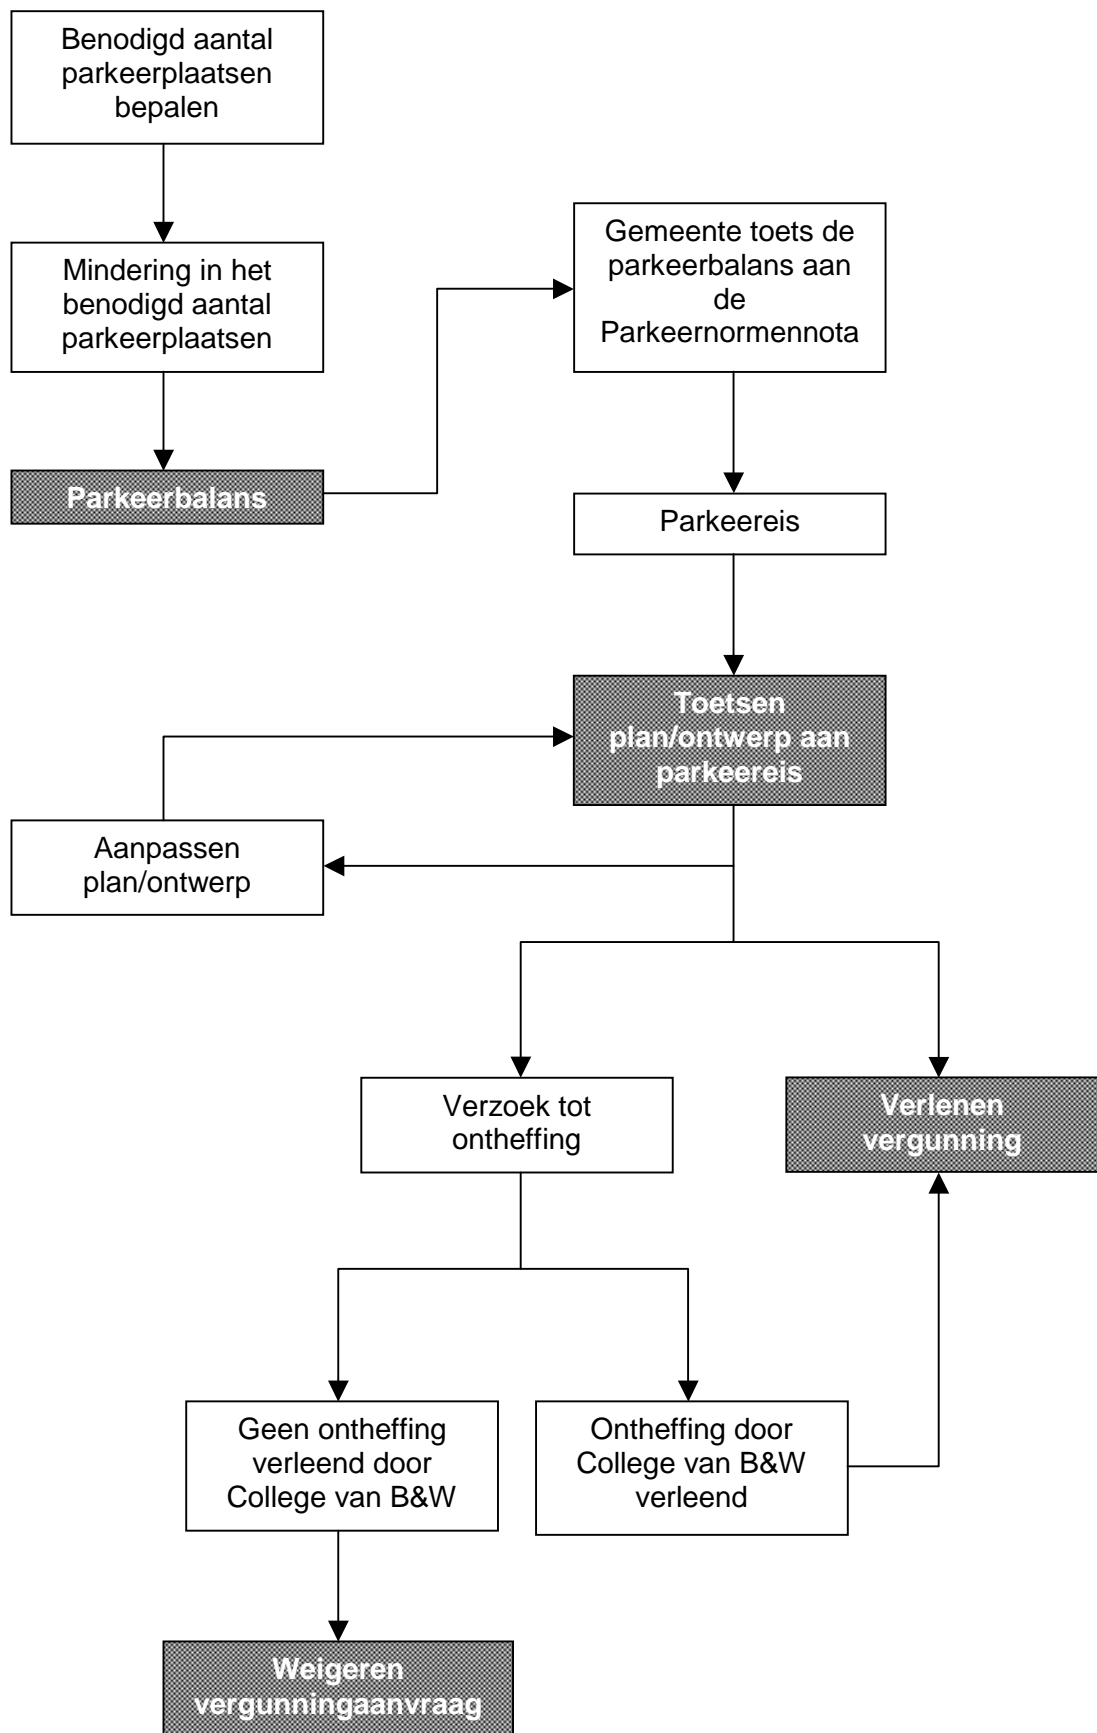 Benodigd aantal
parkeerplaatsen
bepalen
Mindering in het
benodigd aantal
parkeerplaatsen
Parkeerbalans
Gemeente toets de
parkeerbalans aan
de
Parkeernormennota
Parkeereis
Toetsen
plan/ontwerp aan
parkeereis
Aanpassen
plan/ontwerp
Verzoek tot
ontheffing
Verlenen
vergunning
Geen ontheffing
verleend door
College van B&W
Ontheffing door
College van B&W
verleend
Weigeren
vergunningaanvraag